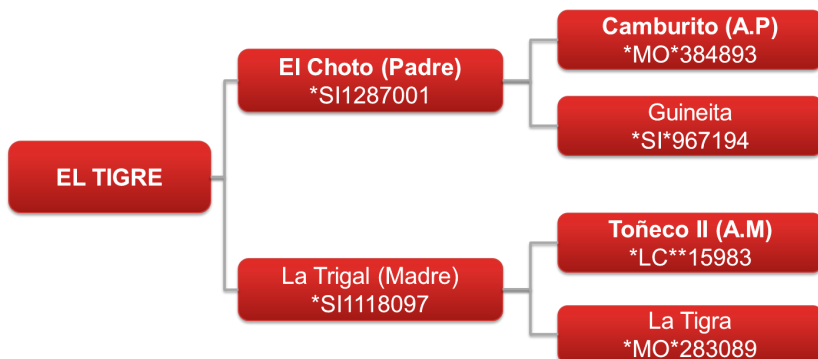 EL TIGRE
El Choto (Padre)
*SI1287001
La Trigal (Madre)
*SI1118097
Camburito (A.P)
*MO*384893
Guineita
*SI*967194
Toñeco II (A.M)
*LC**15983
La Tigra
*MO*283089